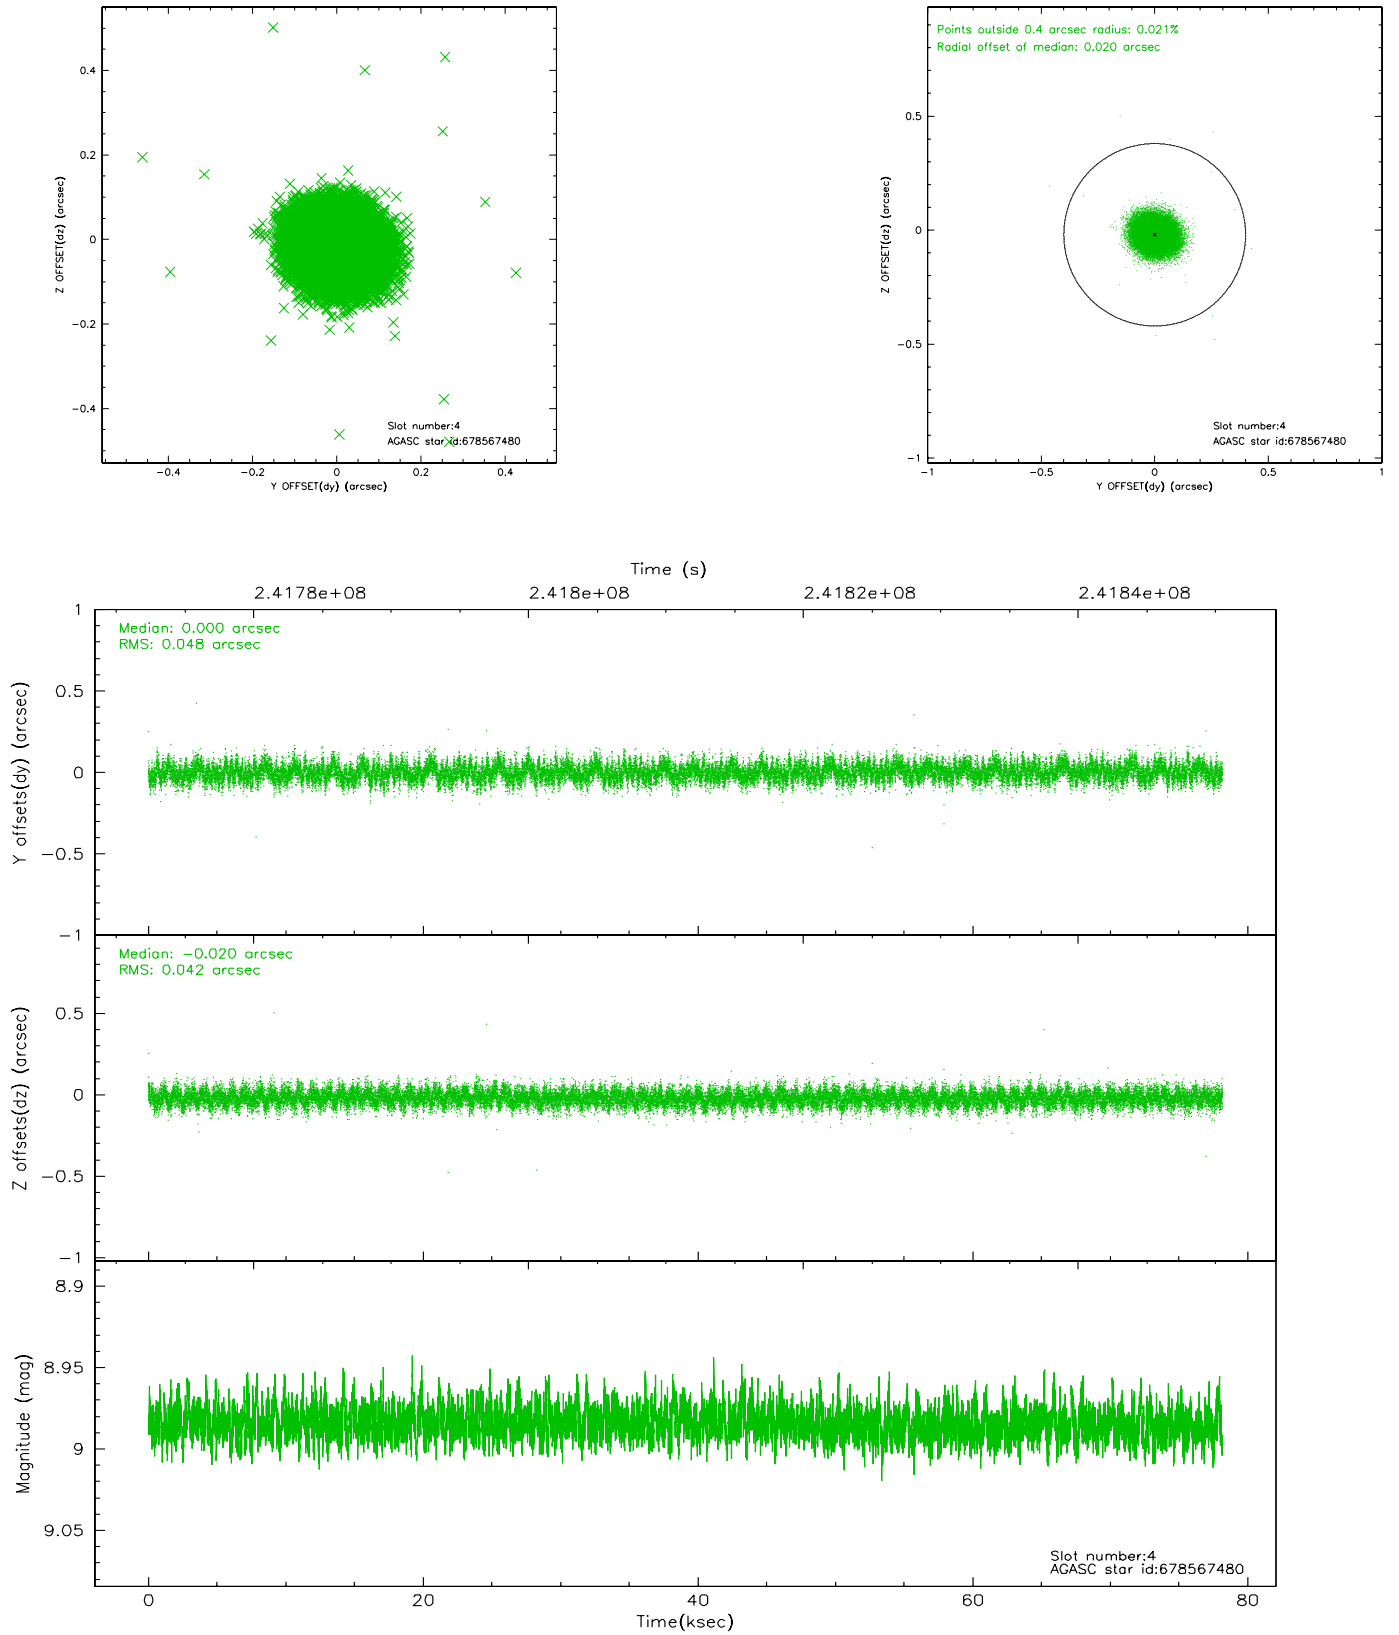 0.4
0.2
0
−0.2
−0.4
Z OFFSET(dz) (arcsec)
Slot number:4
AGASC star id:678567480
−0.4 −0.2 0 0.2 0.4
Y OFFSET(dy) (arcsec)
Points outside 0.4 arcsec radius: 0.021%
Radial offset of median: 0.020 arcsec
0.5
0
−0.5
−1
Z OFFSET(dz) (arcsec)
Slot number:4
AGASC star id:678567480
−1 −0.5 0 0.5 1
Y OFFSET(dy) (arcsec)
Time (s)
2.4178e+08 2.418e+08 2.4182e+08 2.4184e+08
Median: 0.000 arcsec
RMS: 0.048 arcsec
1
0.5
0
−0.5
−1
Y offsets(dy) (arcsec)
Median: −0.020 arcsec
RMS: 0.042 arcsec
0.5
0
−0.5
−1
Z offsets(dz) (arcsec)
8.9
8.95
9
9.05
Magnitude (mag)
Slot number:4
AGASC star id:678567480
0 20 40 60 80
Time(ksec)